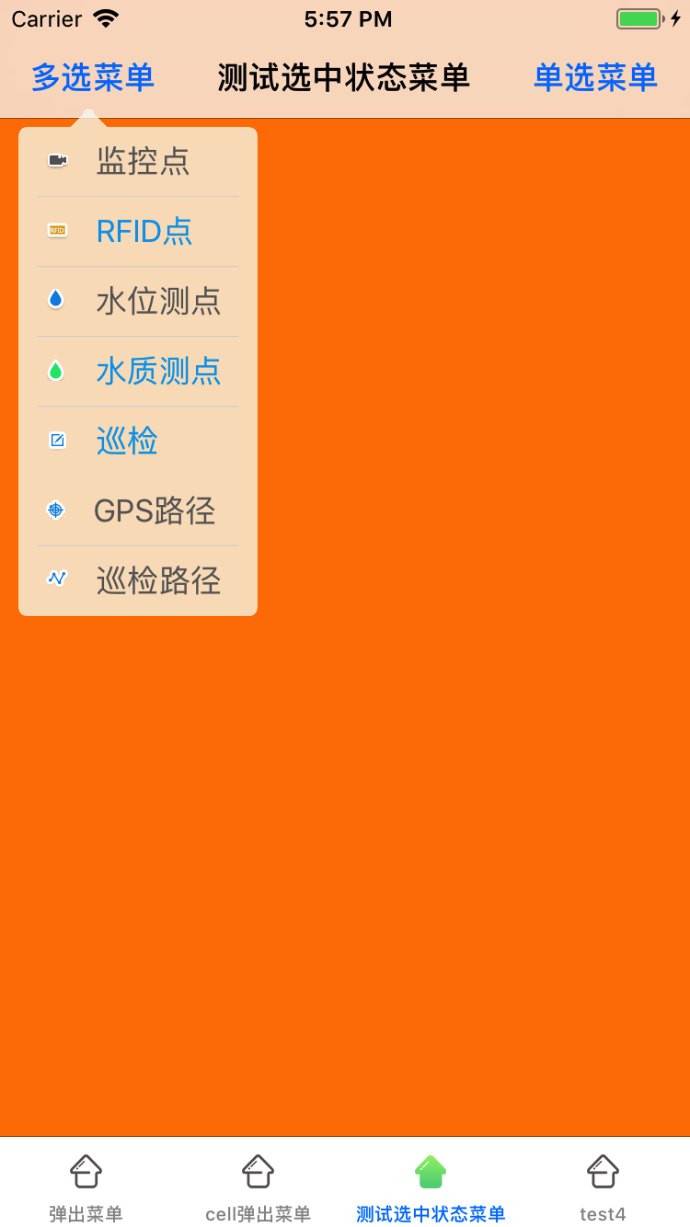 Carrier 5:57 PM
多选菜单 测试选中状态菜单 单选菜单
监控点
RFID RFID点
水位测点
水质测点
巡检
GPS路径
巡检路径
弹出菜单 cell弹出菜单 测试选中状态菜单 test4